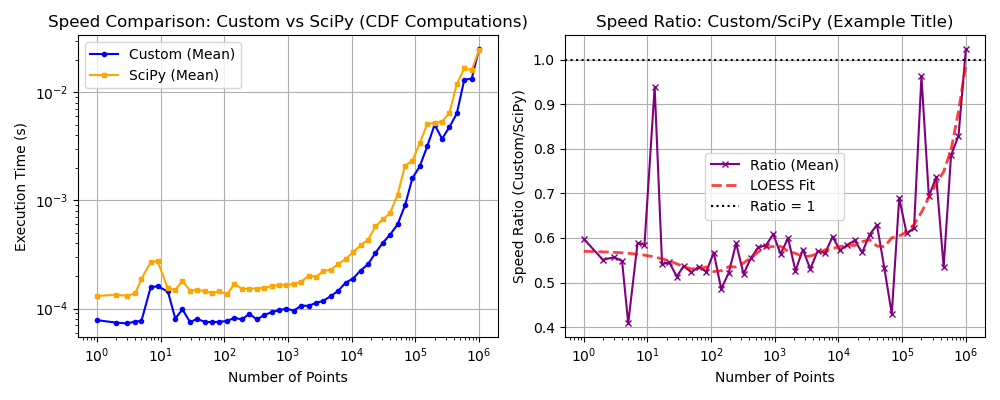 Speed Comparison: Custom vs SciPy (CDF Computations)
Custom (Mean)
SciPy (Mean)
Execution Time (s)
10⁻²
10⁻³
10⁻⁴
10⁰ 10¹ 10² 10³ 10⁴ 10⁵ 10⁶
Number of Points
Speed Ratio: Custom/SciPy (Example Title)
Speed Ratio (Custom/SciPy)
1.0
0.9
0.8
0.7
0.6
0.5
0.4
Ratio (Mean)
LOESS Fit
Ratio = 1
10⁰ 10¹ 10² 10³ 10⁴ 10⁵ 10⁶
Number of Points